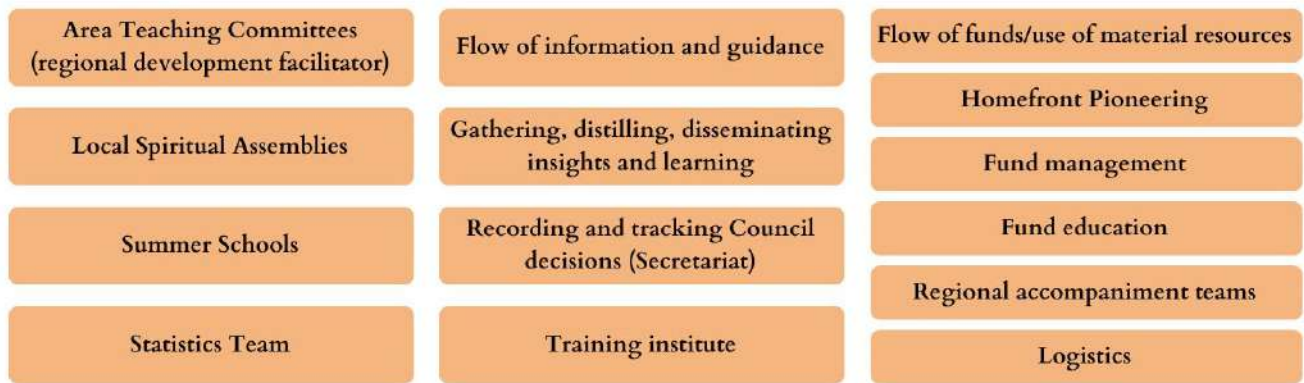 Area Teaching Committees
(regional development facilitator)
Local Spiritual Assemblies
Summer Schools
Statistics Team
Flow of information and guidance
Gathering, distilling, disseminating
insights and learning
Recording and tracking Council
decisions (Secretariat)
Training institute
Flow of funds/use of material resources
Homefront Pioneering
Fund management
Fund education
Regional accompaniment teams
Logistics